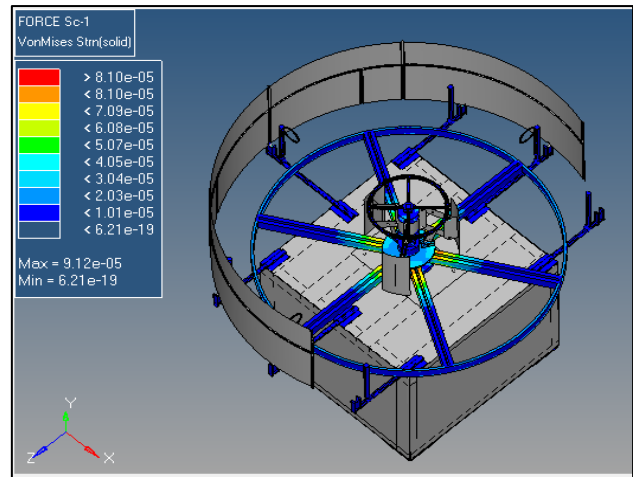 FORCE Sc-1
VonMises Strn(solid)
> 8.10e-05
< 8.10e-05
< 7.09e-05
< 6.08e-05
< 5.07e-05
< 4.05e-05
< 3.04e-05
< 2.03e-05
< 1.01e-05
< 6.21e-19
Max = 9.12e-05
Min = 6.21e-19
Y
Z
X